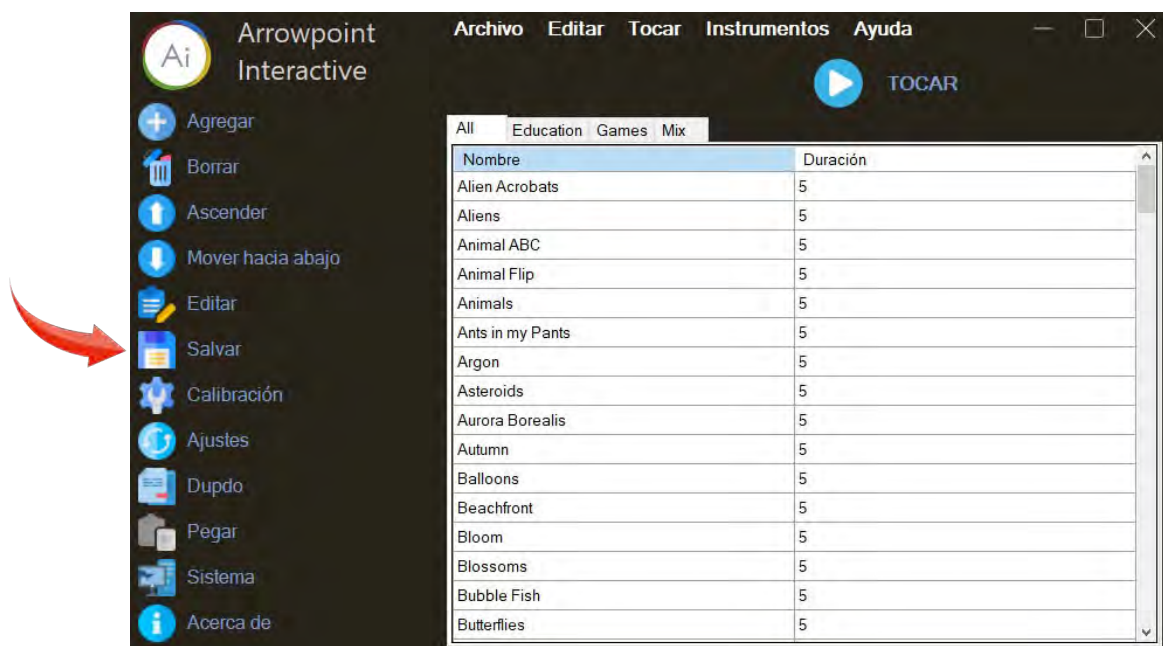 Ai
Arrowpoint
Interactive
Archivo Editar Tocar Instrumentos Ayuda
TOCAR
Agregar
Borrar
Ascender
Mover hacia abajo
Editar
Salvar
Calibración
Ajustes
Dupdo
Pegar
Sistema
Acerca de
All Education Games Mix
Nombre Duración
Alien Acrobats 5
Aliens 5
Animal ABC 5
Animal Flip 5
Animals 5
Ants in my Pants 5
Argon 5
Asteroids 5
Aurora Borealis 5
Autumn 5
Balloons 5
Beachfront 5
Bloom 5
Blossoms 5
Bubble Fish 5
Butterflies 5